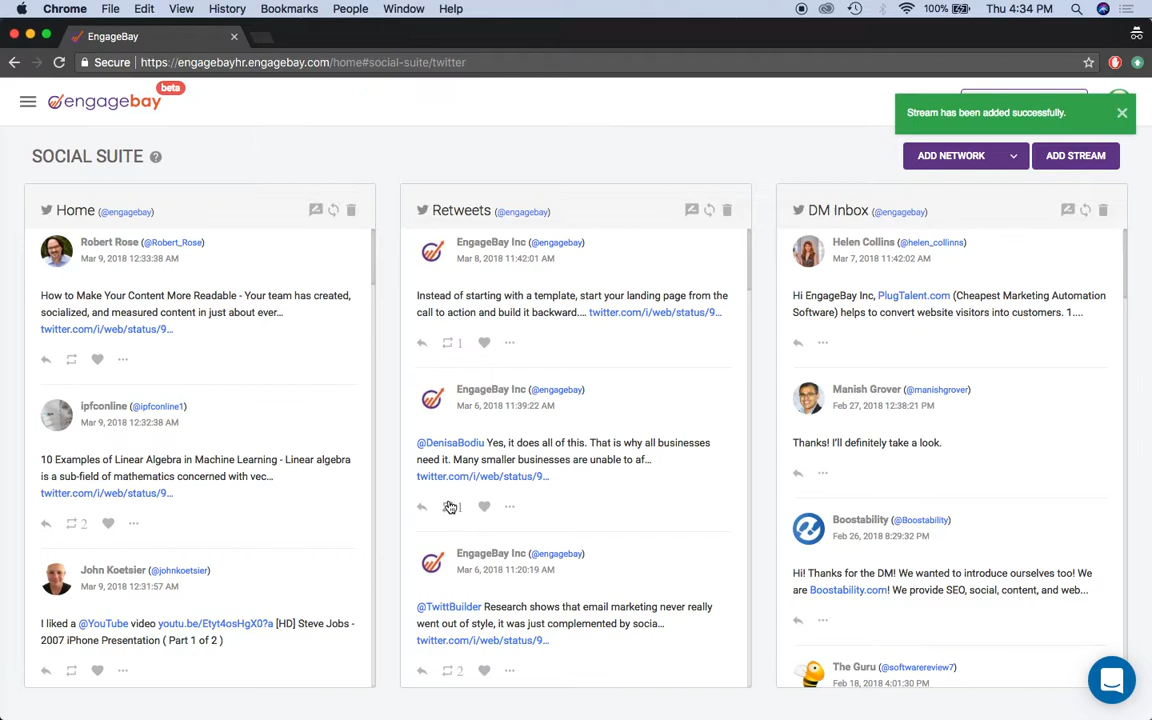 Chrome File Edit View History Bookmarks People Window Help 100% Thu 4:34 PM
EngageBay
Secure https://engagebayhr.engagebay.com/home#social-suite/twitter
engagebay beta
Stream has been added successfully.
SOCIAL SUITE
ADD NETWORK ADD STREAM
Home (@engagebay)
Robert Rose (@Robert_Rose)
Mar 9, 2018 12:33:38 AM
How to Make Your Content More Readable - Your team has created,
socialized, and measured content in just about ever...
twitter.com/i/web/status/9...
ipfconline (@ipfconline1)
Mar 9, 2018 12:32:38 AM
10 Examples of Linear Algebra in Machine Learning - Linear algebra
is a sub-field of mathematics concerned with vec...
twitter.com/i/web/status/9...
2
John Koetsier (@johnkoetsier)
Mar 9, 2018 12:31:57 AM
I liked a @YouTube video youtu.be/Etyt4osHgX0?a [HD] Steve Jobs -
2007 iPhone Presentation ( Part 1 of 2 )
Retweets (@engagebay)
EngageBay Inc (@engagebay)
Mar 8, 2018 11:42:01 AM
Instead of starting with a template, start your landing page from the
call to action and build it backward.... twitter.com/i/web/status/9...
1
EngageBay Inc (@engagebay)
Mar 6, 2018 11:39:22 AM
@DenisaBodiu Yes, it does all of this. That is why all businesses
need it. Many smaller businesses are unable to af...
twitter.com/i/web/status/9...
1
EngageBay Inc (@engagebay)
Mar 6, 2018 11:20:19 AM
@TwittBuilder Research shows that email marketing never really
went out of style, it was just complemented by socia...
twitter.com/i/web/status/9...
2
DM Inbox (@engagebay)
Helen Collins (@helen_collinns)
Mar 7, 2018 11:42:02 AM
Hi EngageBay Inc, PlugTalent.com (Cheapest Marketing Automation
Software) helps to convert website visitors into customers. 1....
Manish Grover (@manishgrover)
Feb 27, 2018 12:38:21 PM
Thanks! I'll definitely take a look.
Boostability (@Boostability)
Feb 26, 2018 8:29:32 PM
Hi! Thanks for the DM! We wanted to introduce ourselves too! We
are Boostability.com! We provide SEO, social, content, and web...
The Guru (@softwarereview7)
Feb 18, 2018 4:01:30 PM